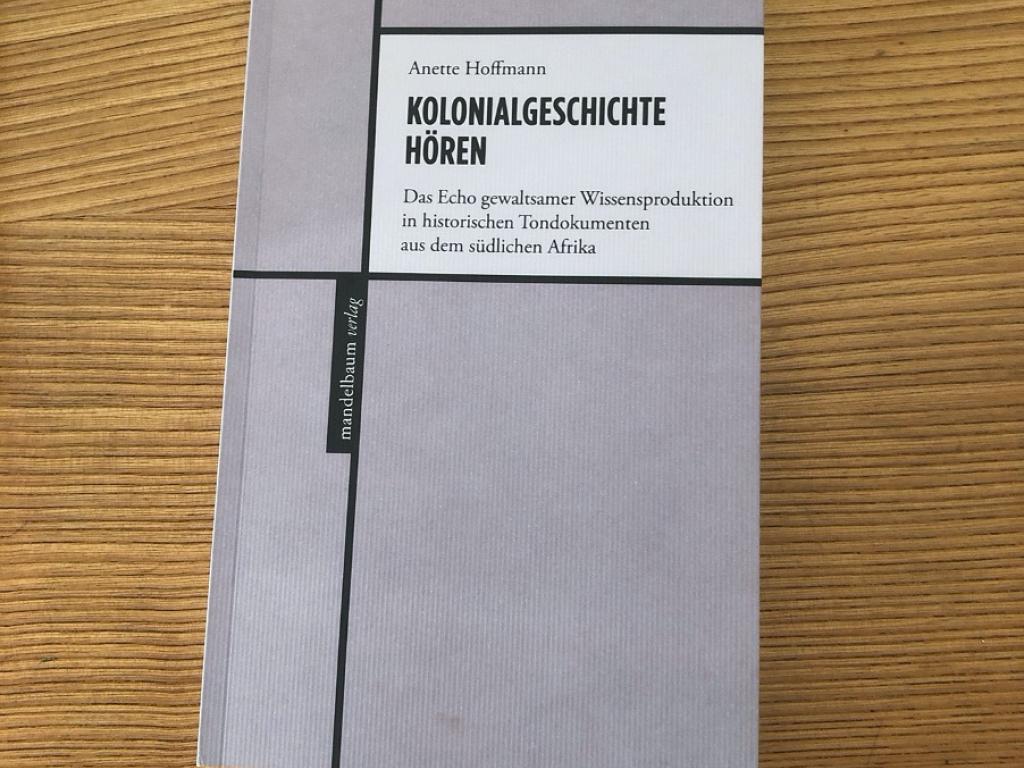 Anette Hoffmann
KOLONIALGESCHICHTE
HÖREN
Das Echo gewaltsamer Wissensproduktion
in historischen Tondokumenten
aus dem südlichen Afrika
mandelbaum verlag